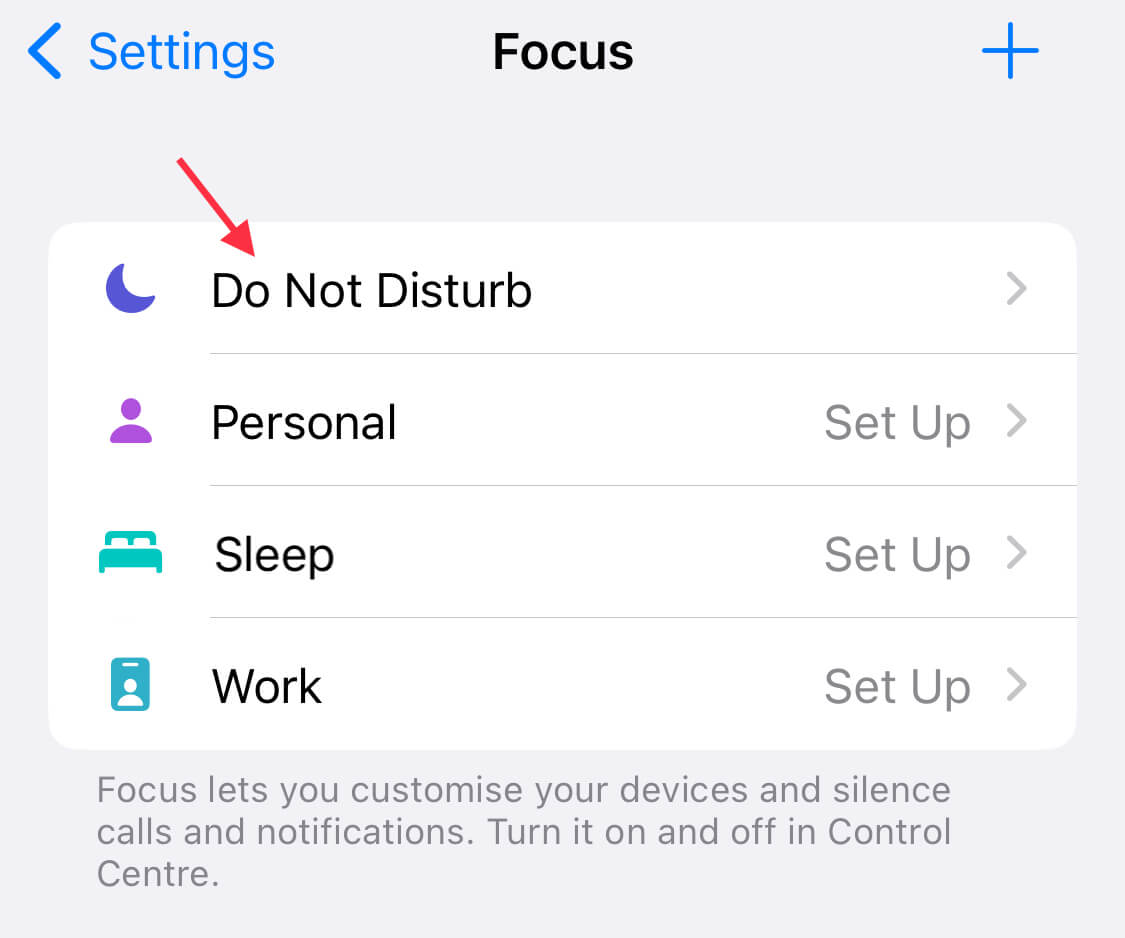 Settings Focus
Do Not Disturb
Personal Set Up
Sleep Set Up
Work Set Up
Focus lets you customise your devices and silence
calls and notifications. Turn it on and off in Control
Centre.